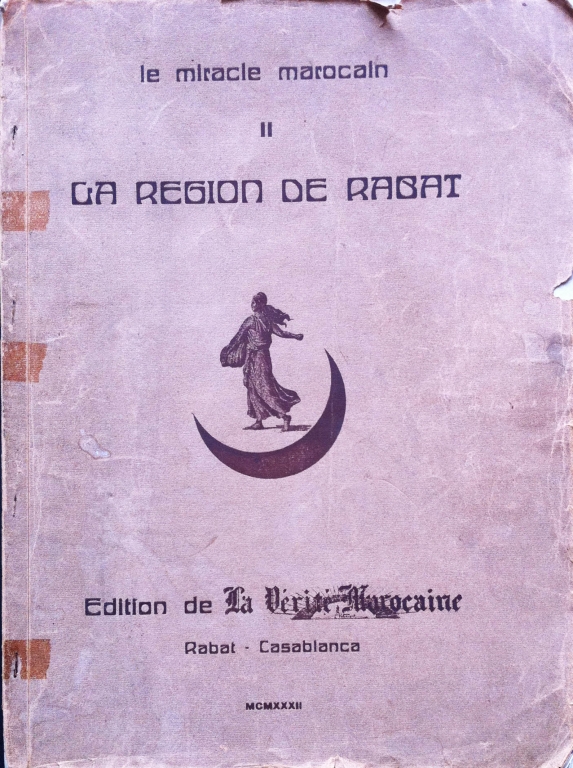 le miracle marocain
II
LA REGION DE RABAT
Edition de La Vérité Marocaine
Rabat - Casablanca
MCMXXXII